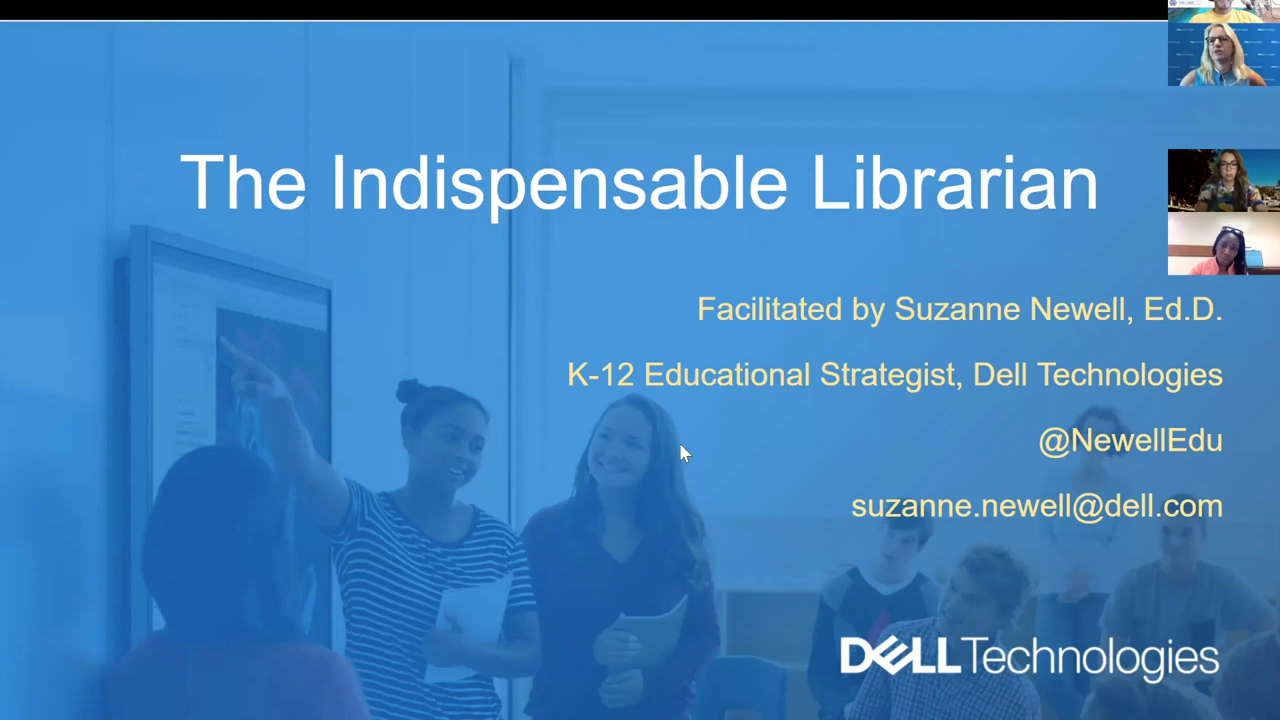 The Indispensable Librarian
Facilitated by Suzanne Newell, Ed.D.
K-12 Educational Strategist, Dell Technologies
@NewellEdu
suzanne.newell@dell.com
DELL Technologies